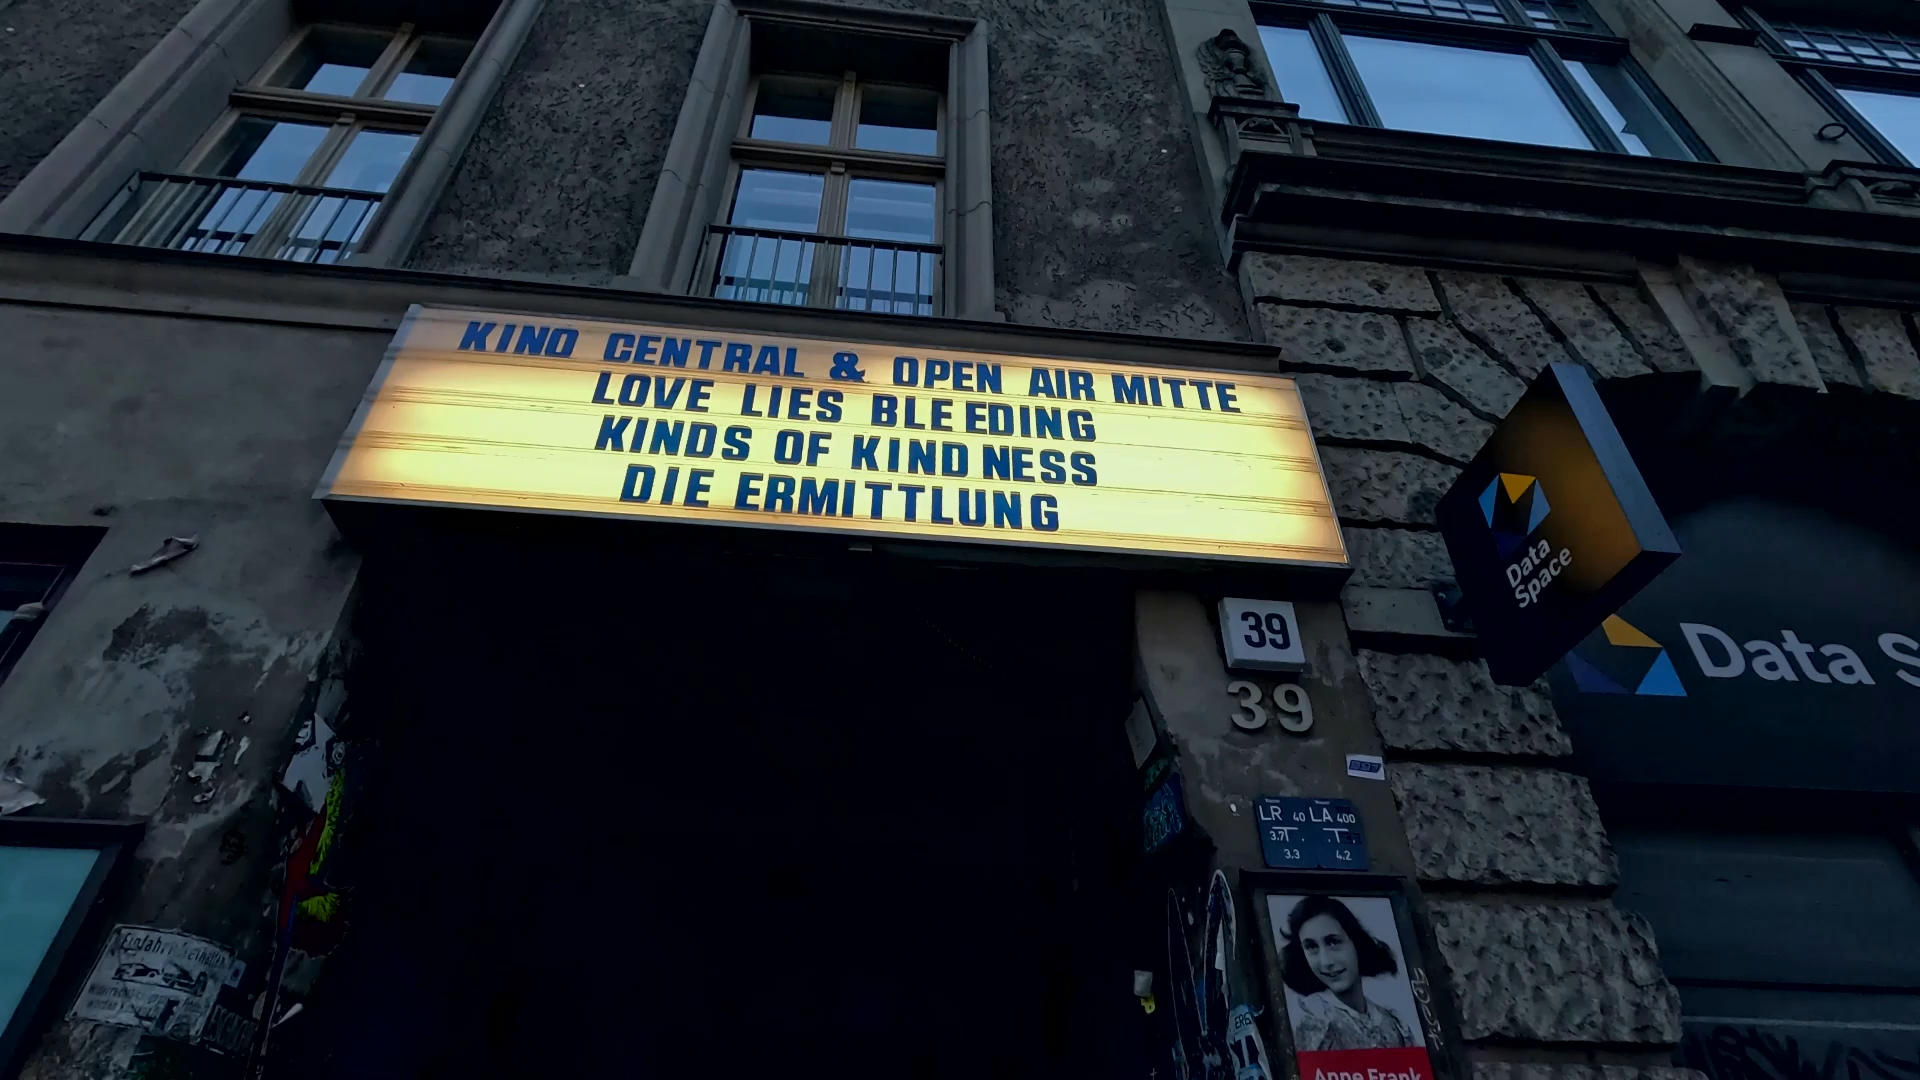 KINO CENTRAL & OPEN AIR MITTE
LOVE LIES BLEEDING
KINDS OF KINDNESS
DIE ERMITTLUNG
Data
Space
Data S
39
39
LR 40 LA 400
3.7
3.3 4.2
Anne Frank